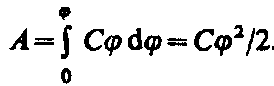 A = ∫₀^φ Cφ dφ = Cφ²/2.